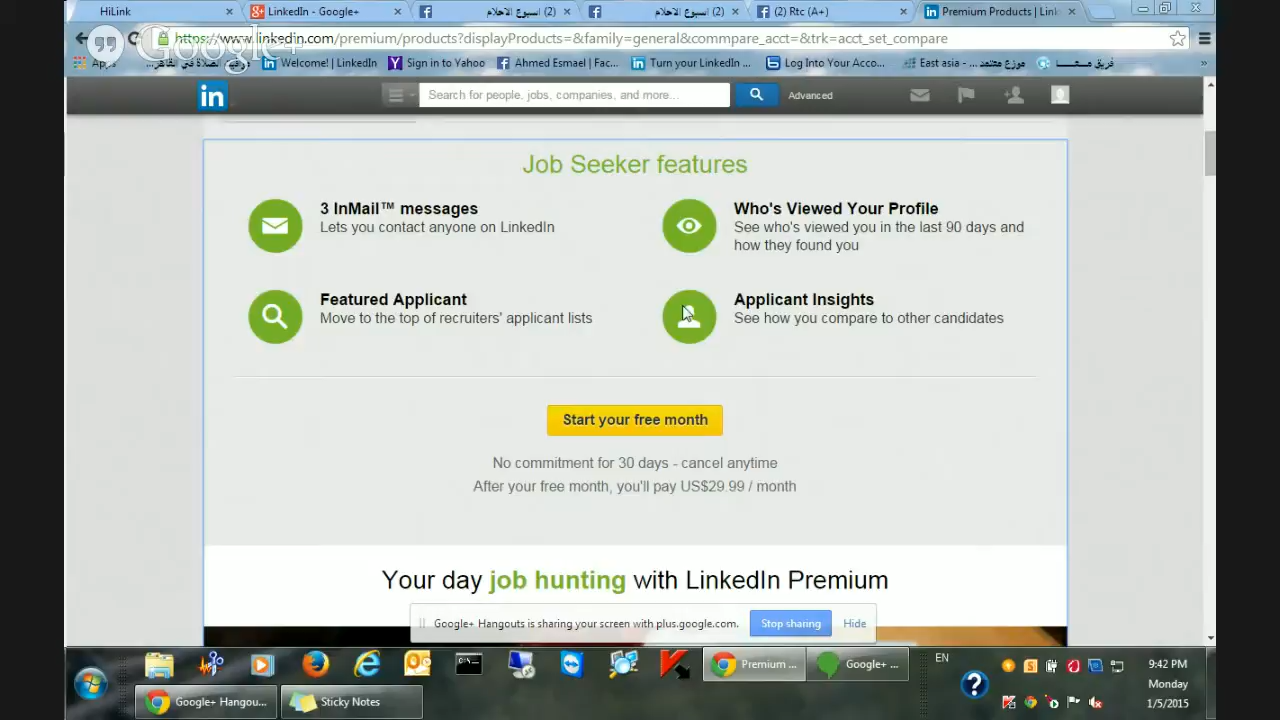 HiLink
LinkedIn - Google+
(2) اسبوع الاحلام
(2) اسبوع الاحلام
(2) Rtc (A+)
Premium Products | Link
Google+
https://www.linkedin.com/premium/products?displayProducts=&family=general&commpare_acct=&trk=acct_set_compare
Apps
Welcome! | LinkedIn
Sign in to Yahoo
Ahmed Esmael | Fac...
Turn your LinkedIn ...
Log Into Your Acco...
East asia -
in
Search for people, jobs, companies, and more...
Advanced
Job Seeker features
3 InMail™ messages
Lets you contact anyone on LinkedIn
Who's Viewed Your Profile
See who's viewed you in the last 90 days and
how they found you
Featured Applicant
Move to the top of recruiters' applicant lists
Applicant Insights
See how you compare to other candidates
Start your free month
No commitment for 30 days - cancel anytime
After your free month, you'll pay US$29.99 / month
Your day job hunting with LinkedIn Premium
Google+ Hangouts is sharing your screen with plus.google.com.
Stop sharing
Hide
Premium ...
Google+ ...
EN
9:42 PM
Monday
1/5/2015
Google+ Hangou...
Sticky Notes